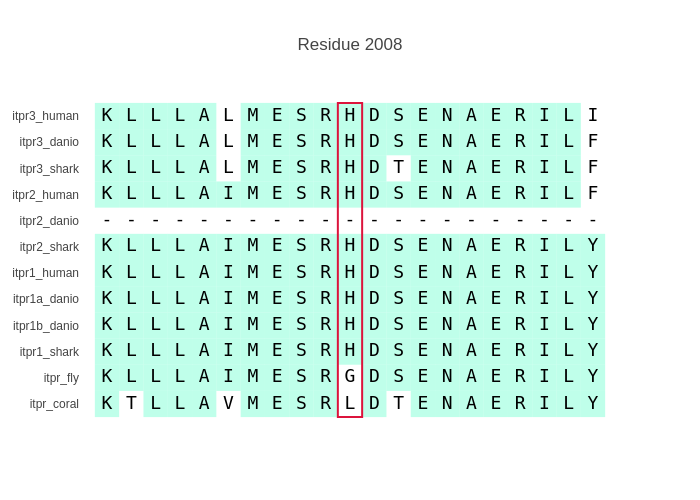 Residue 2008
itpr3_human K L L L A L M E S R H D S E N A E R I L I
itpr3_danio K L L L A L M E S R H D S E N A E R I L F
itpr3_shark K L L L A L M E S R H D T E N A E R I L F
itpr2_human K L L L A I M E S R H D S E N A E R I L F
itpr2_danio - - - - - - - - - - - - - - - - - - - - -
itpr2_shark K L L L A I M E S R H D S E N A E R I L Y
itpr1_human K L L L A I M E S R H D S E N A E R I L Y
itpr1a_danio K L L L A I M E S R H D S E N A E R I L Y
itpr1b_danio K L L L A I M E S R H D S E N A E R I L Y
itpr1_shark K L L L A I M E S R H D S E N A E R I L Y
itpr_fly K L L L A I M E S R G D S E N A E R I L Y
itpr_coral K T L L A V M E S R L D T E N A E R I L Y